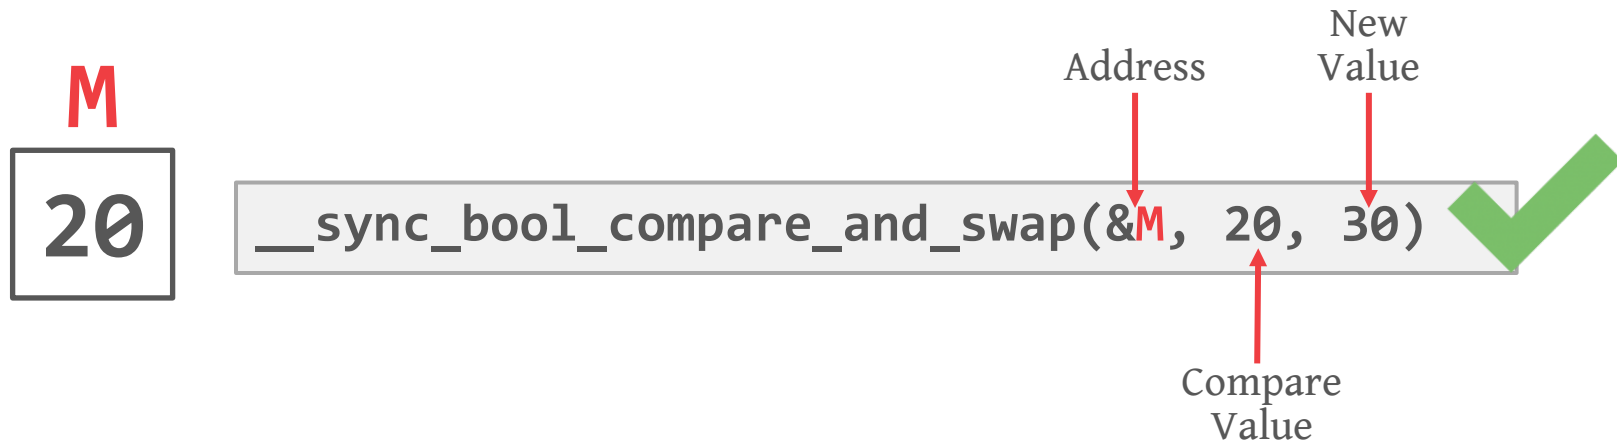 New
Value
Address
M
20
__sync_bool_compare_and_swap(&M, 20, 30)
Compare
Value